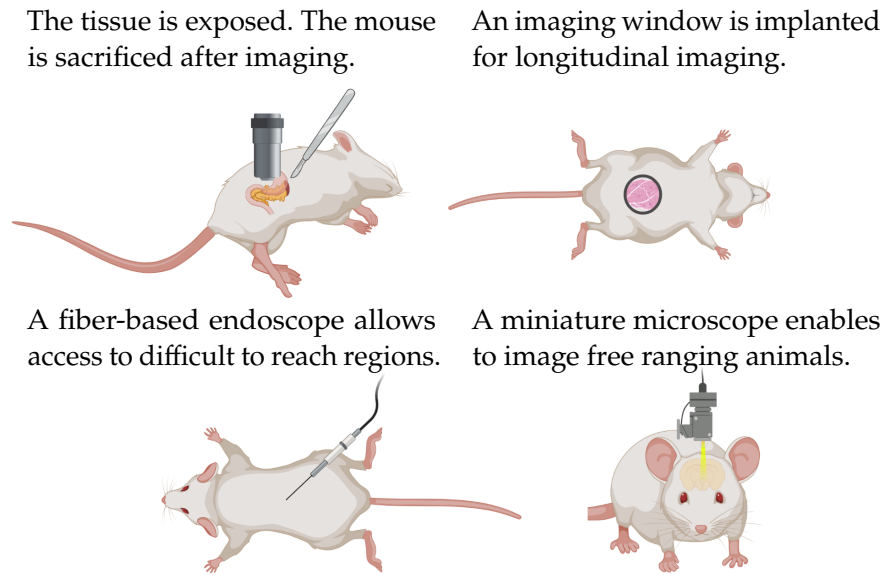 The tissue is exposed. The mouse
is sacrificed after imaging.
An imaging window is implanted
for longitudinal imaging.
A fiber-based endoscope allows
access to difficult to reach regions.
A miniature microscope enables
to image free ranging animals.